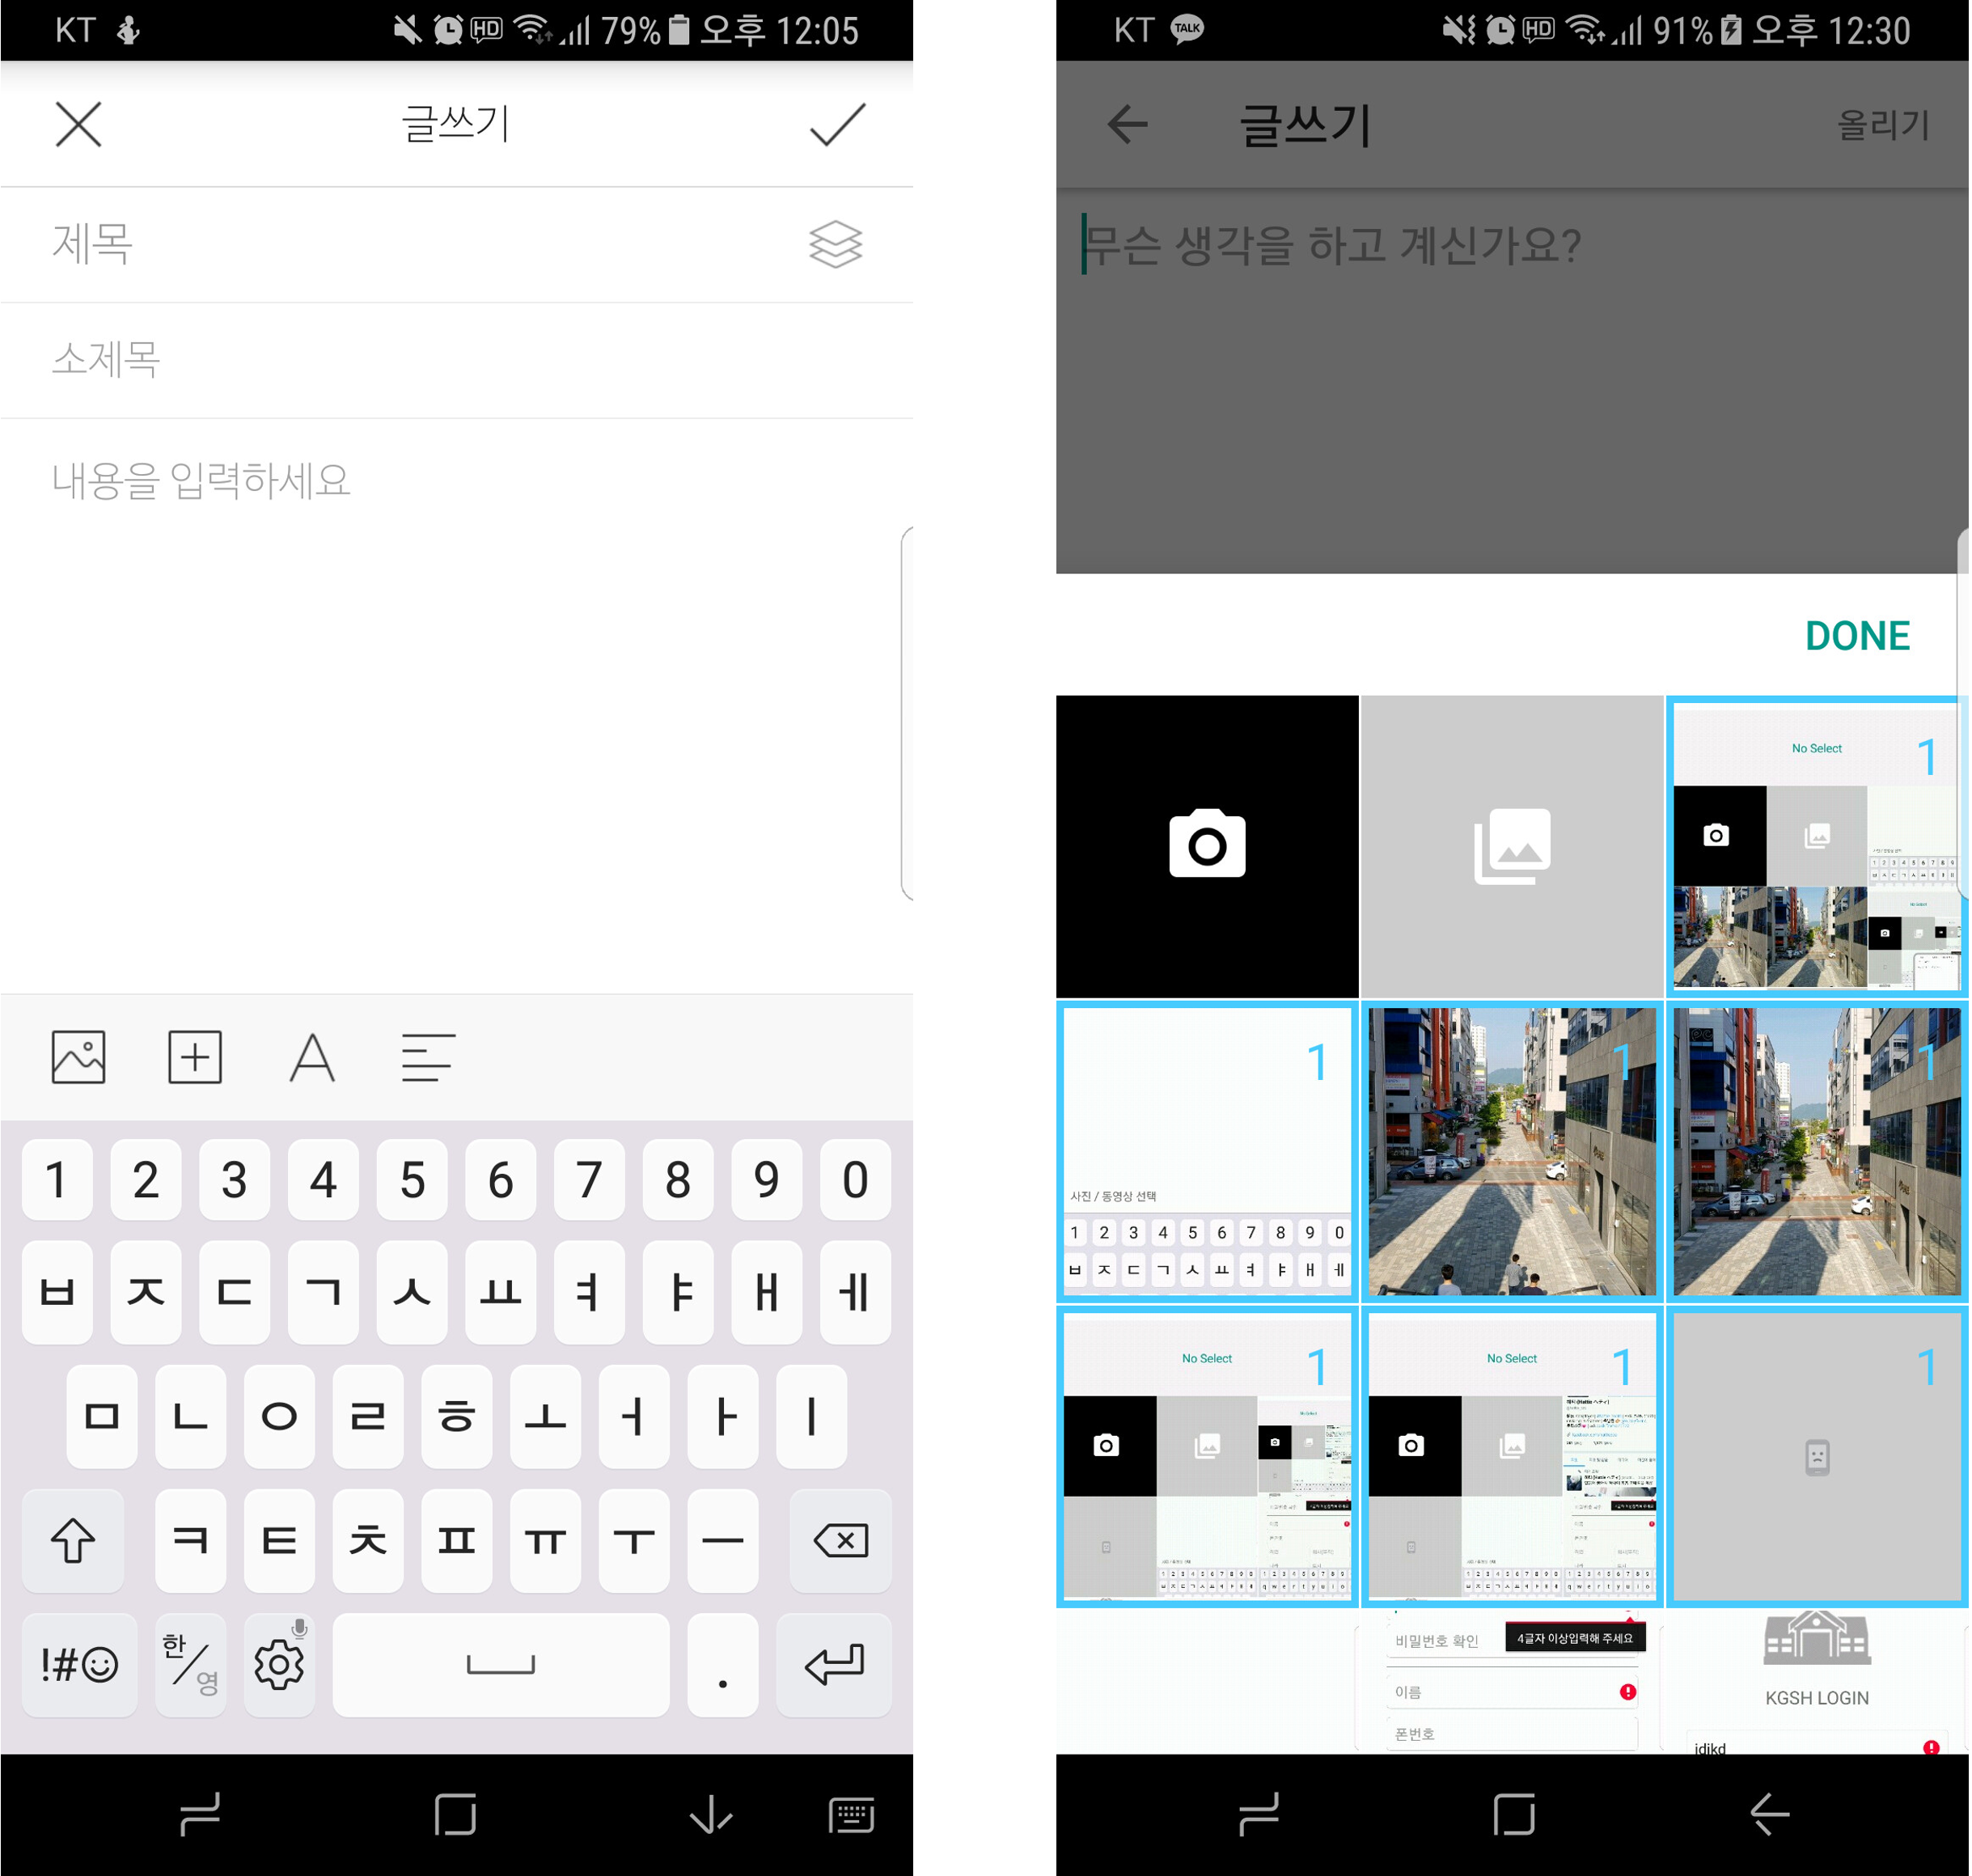 KT HD 79% 오후 12:05
글쓰기
제목
소제목
내용을 입력하세요
1 2 3 4 5 6 7 8 9 0
ㅂ ㅈ ㄷ ㄱ ㅅ ㅛ ㅕ ㅑ ㅐ ㅔ
ㅁ ㄴ ㅇ ㄹ ㅎ ㅗ ㅓ ㅏ ㅣ
ㅋ ㅌ ㅊ ㅍ ㅠ ㅜ ㅡ
!#☺ 한/영 .
KT TALK HD 91% 오후 12:30
글쓰기 올리기
무슨 생각을 하고 계신가요?
DONE
No Select 1
1 1 1
사진 / 동영상 선택
1 2 3 4 5 6 7 8 9 0
ㅂ ㅈ ㄷ ㄱ ㅅ ㅛ ㅕ ㅑ ㅐ ㅔ
No Select 1 No Select 1 1
비밀번호 확인 4글자 이상입력해 주세요
이름
폰번호
KGSH LOGIN
idikd